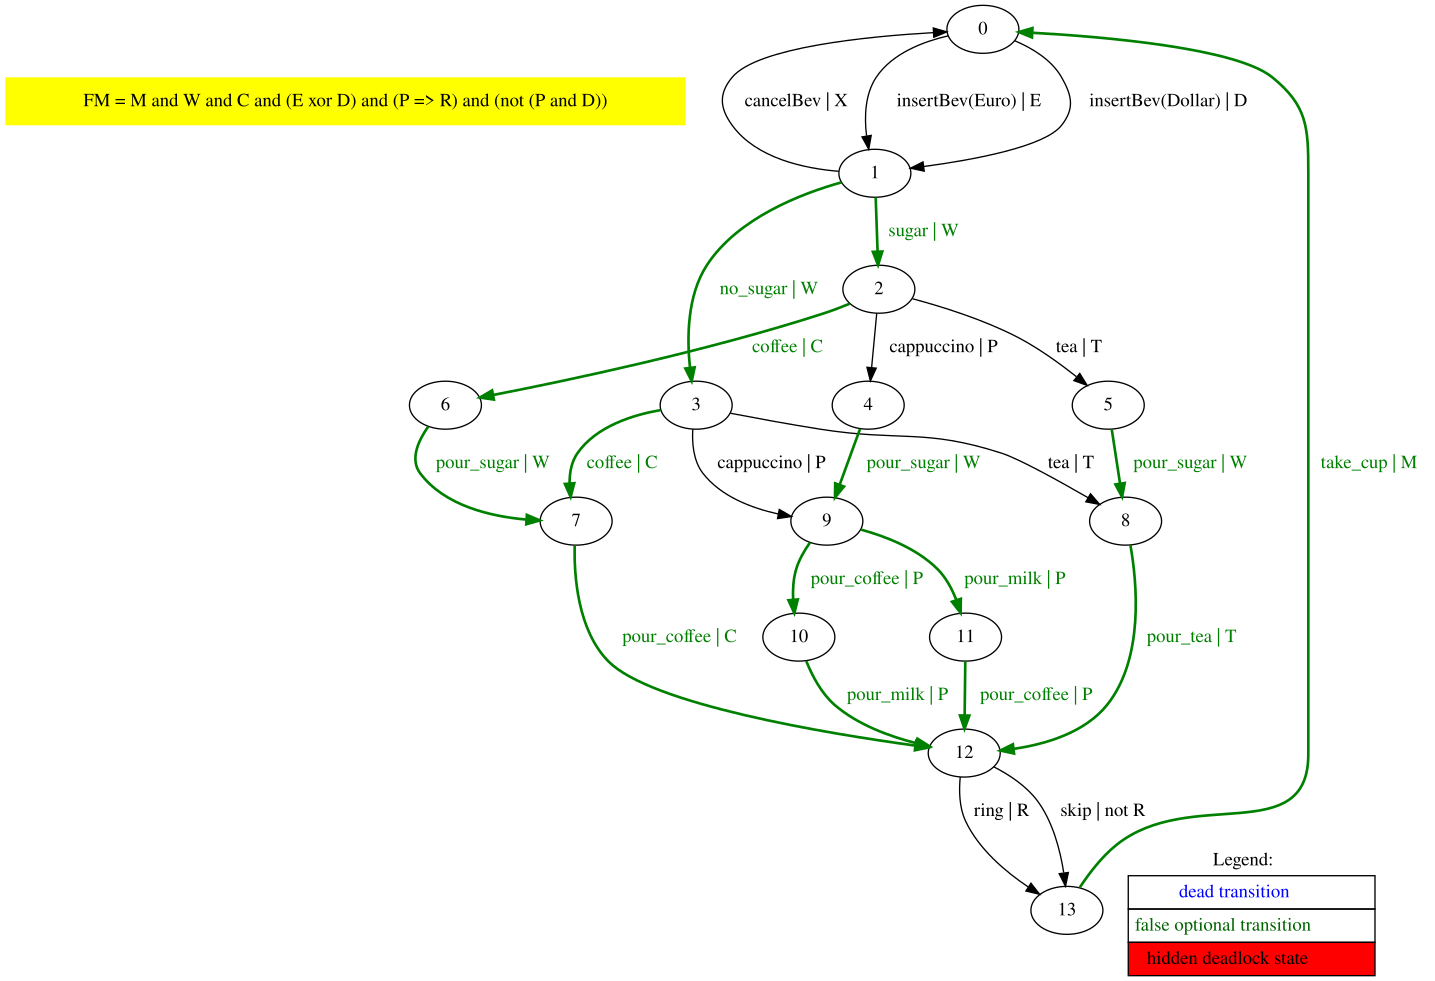 0
FM = M and W and C and (E xor D) and (P => R) and (not (P and D))
cancelBev | X
insertBev(Euro) | E
insertBev(Dollar) | D
1
sugar | W
no_sugar | W
2
coffee | C
cappuccino | P
tea | T
6
3
4
5
pour_sugar | W
coffee | C
cappuccino | P
pour_sugar | W
tea | T
pour_sugar | W
take_cup | M
7
9
8
pour_coffee | P
pour_milk | P
pour_coffee | C
10
11
pour_tea | T
pour_milk | P
pour_coffee | P
12
ring | R
skip | not R
13
Legend:
dead transition
false optional transition
hidden deadlock state